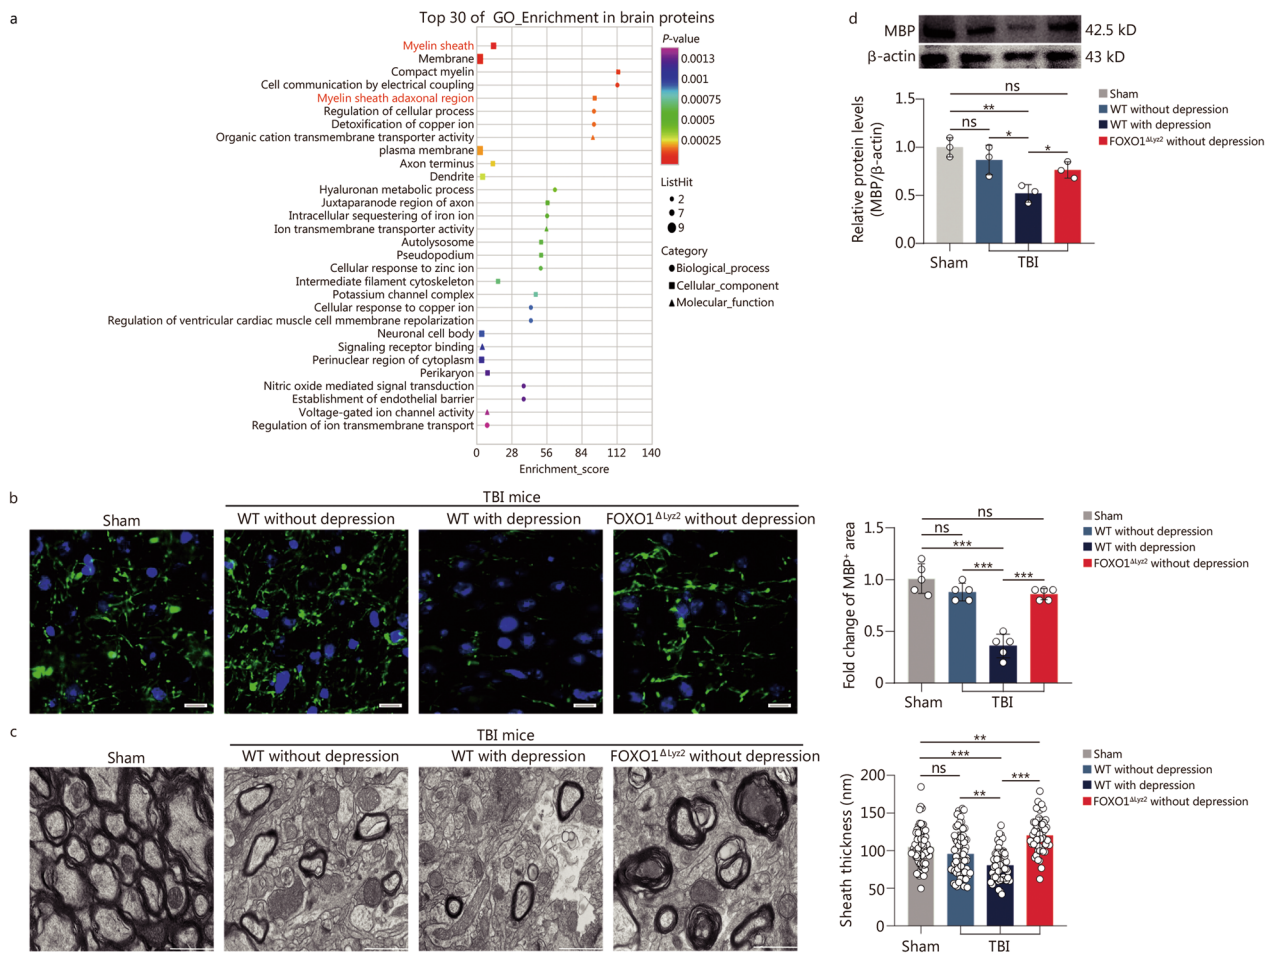 a
Top 30 of GO_Enrichment in brain proteins
Myelin sheath
Membrane
Compact myelin
Cell communication by electrical coupling
Myelin sheath adaxonal region
Regulation of cellular process
Detoxification of copper ion
Organic cation transmembrane transporter activity
plasma membrane
Axon terminus
Dendrite
Hyaluronan metabolic process
Juxtaparanode region of axon
Intracellular sequestering of iron ion
Ion transmembrane transporter activity
Autolysosome
Pseudopodium
Cellular response to zinc ion
Intermediate filament cytoskeleton
Potassium channel complex
Cellular response to copper ion
Regulation of ventricular cardiac muscle cell mmembrane repolarization
Neuronal cell body
Signaling receptor binding
Perinuclear region of cytoplasm
Perikaryon
Nitric oxide mediated signal transduction
Establishment of endothelial barrier
Voltage-gated ion channel activity
Regulation of ion transmembrane transport
0 28 56 84 112 140
Enrichment_score
P-value
0.0013
0.001
0.00075
0.0005
0.00025
ListHit
2
7
9
Category
Biological_process
Cellular_component
Molecular_function
d
MBP 42.5 kD
β-actin 43 kD
Relative protein levels
(MBP/β-actin)
1.5
1.0
0.5
0.0
ns
**
ns
*
*
Sham TBI
Sham
WT without depression
WT with depression
FOXO1ΔLyz2 without depression
b
TBI mice
Sham WT without depression WT with depression FOXO1ΔLyz2 without depression
Fold change of MBP+ area
1.5
1.0
0.5
0
ns
ns
***
***
***
Sham TBI
Sham
WT without depression
WT with depression
FOXO1ΔLyz2 without depression
c
TBI mice
Sham WT without depression WT with depression FOXO1ΔLyz2 without depression
Sheath thickness (nm)
200
150
100
50
0
**
***
ns
***
**
Sham TBI
Sham
WT without depression
WT with depression
FOXO1ΔLyz2 without depression